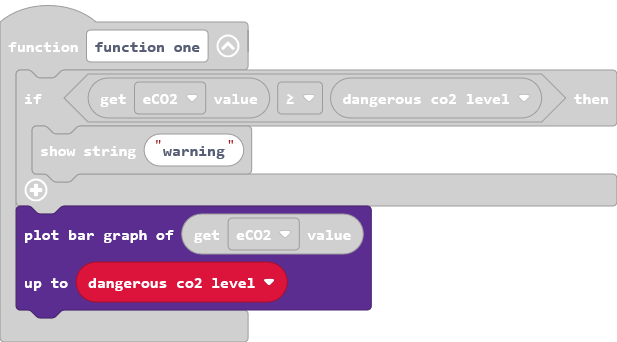 function function one
if get eCO2 value ≥ dangerous co2 level then
show string "warning"
plot bar graph of get eCO2 value
up to dangerous co2 level